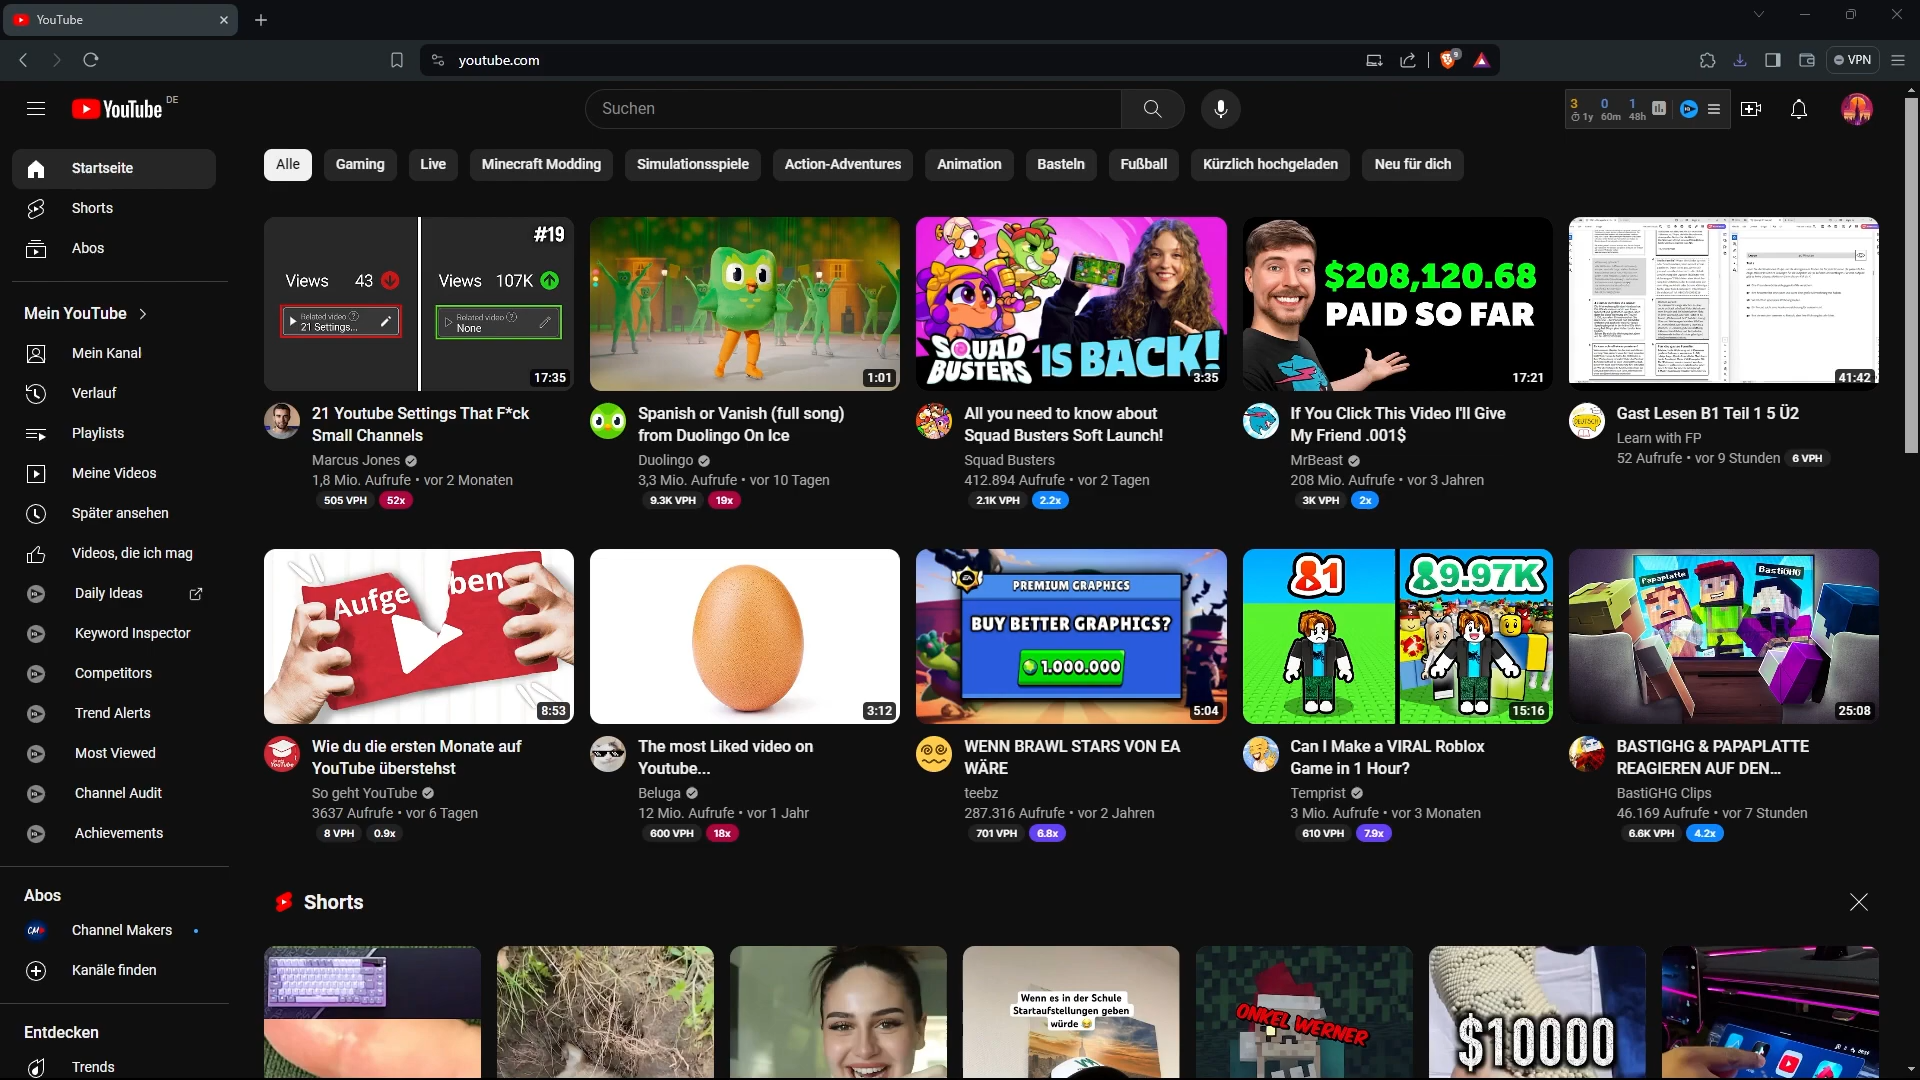 YouTube
youtube.com
9
VPN
YouTube DE
Suchen
3 0 1
1y 60m 48h
Alle Gaming Live Minecraft Modding Simulationsspiele Action-Adventures Animation Basteln Fußball Kürzlich hochgeladen Neu für dich
Startseite
Shorts
Abos
Mein YouTube
Mein Kanal
Verlauf
Playlists
Meine Videos
Später ansehen
Videos, die ich mag
Daily Ideas
Keyword Inspector
Competitors
Trend Alerts
Most Viewed
Channel Audit
Achievements
Abos
CM
Channel Makers
Kanäle finden
Entdecken
Trends
#19
Views 43
Views 107K
Related video
21 Settings...
Related video
None
17:35
21 Youtube Settings That F*ck
Small Channels
Marcus Jones
1,8 Mio. Aufrufe • vor 2 Monaten
505 VPH 52x
1:01
Spanish or Vanish (full song)
from Duolingo On Ice
Duolingo
3,3 Mio. Aufrufe • vor 10 Tagen
9.3K VPH 19x
SQUAD
BUSTERS
IS BACK!
3:35
All you need to know about
Squad Busters Soft Launch!
Squad Busters
412.894 Aufrufe • vor 2 Tagen
2.1K VPH 2.2x
$208,120.68
PAID SO FAR
17:21
If You Click This Video I'll Give
My Friend .001$
MrBeast
208 Mio. Aufrufe • vor 3 Jahren
3K VPH 2x
41:42
DEUTSCH
Gast Lesen B1 Teil 1 5 Ü2
Learn with FP
52 Aufrufe • vor 9 Stunden 6 VPH
Aufge ben
8:53
Wie du die ersten Monate auf
YouTube überstehst
So geht YouTube
3637 Aufrufe • vor 6 Tagen
8 VPH 0.9x
3:12
The most Liked video on
Youtube...
Beluga
12 Mio. Aufrufe • vor 1 Jahr
600 VPH 18x
EA
PREMIUM GRAPHICS
BUY BETTER GRAPHICS?
1.000.000
5:04
WENN BRAWL STARS VON EA
WÄRE
teebz
287.316 Aufrufe • vor 2 Jahren
701 VPH 6.8x
1
9.97K
15:16
Can I Make a VIRAL Roblox
Game in 1 Hour?
Temprist
3 Mio. Aufrufe • vor 3 Monaten
610 VPH 7.9x
Papaplatte
BastiGHG
25:08
BASTIGHG & PAPAPLATTE
REAGIEREN AUF DEN...
BastiGHG Clips
46.169 Aufrufe • vor 7 Stunden
6.6K VPH 4.2x
Shorts
Wenn es in der Schule
Startaufstellungen geben
würde
ONKEL WERNER
$10000